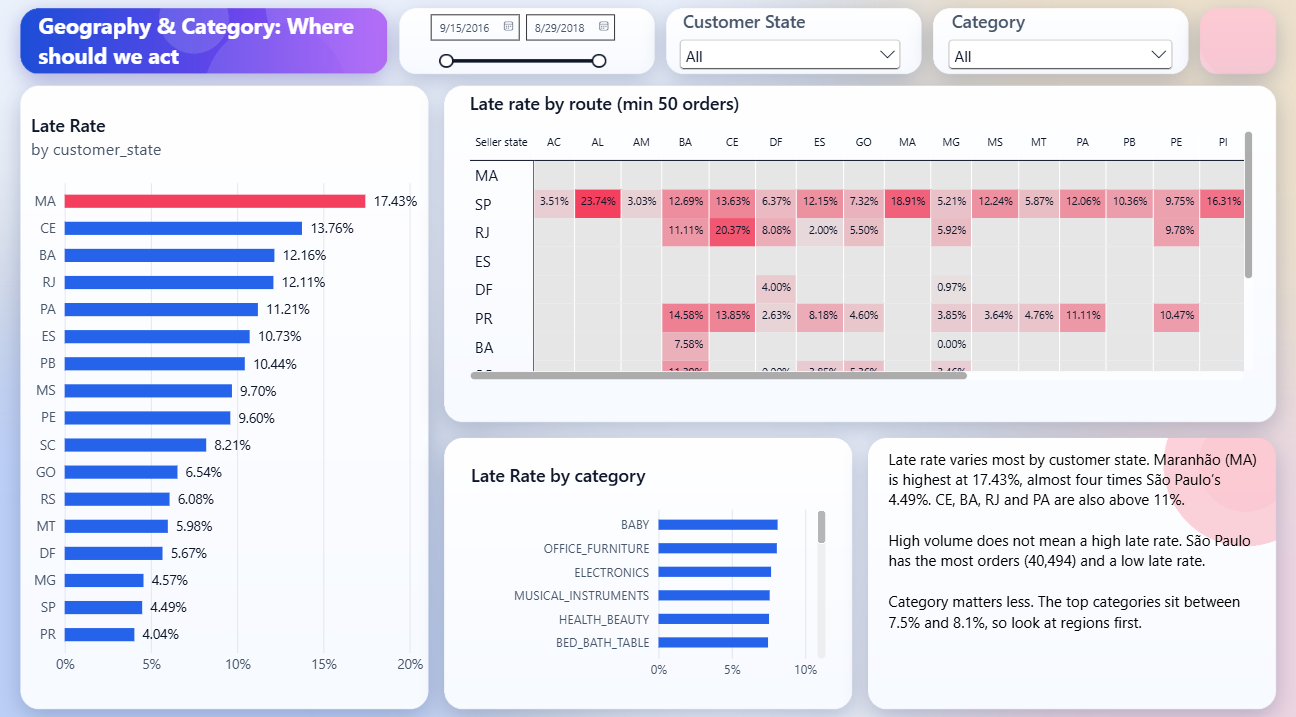 Geography & Category: Where
should we act
9/15/2016
8/29/2018
Customer State
All
Category
All
Late Rate
by customer_state
MA 17.43%
CE 13.76%
BA 12.16%
RJ 12.11%
PA 11.21%
ES 10.73%
PB 10.44%
MS 9.70%
PE 9.60%
SC 8.21%
GO 6.54%
RS 6.08%
MT 5.98%
DF 5.67%
MG 4.57%
SP 4.49%
PR 4.04%
0% 5% 10% 15% 20%
Late rate by route (min 50 orders)
Seller state AC AL AM BA CE DF ES GO MA MG MS MT PA PB PE PI
MA
SP 3.51% 23.74% 3.03% 12.69% 13.63% 6.37% 12.15% 7.32% 18.91% 5.21% 12.24% 5.87% 12.06% 10.36% 9.75% 16.31%
RJ 11.11% 20.37% 8.08% 2.00% 5.50% 5.92% 9.78%
ES
DF 4.00% 0.97%
PR 14.58% 13.85% 2.63% 8.18% 4.60% 3.85% 3.64% 4.76% 11.11% 10.47%
BA 7.58% 0.00%
Late Rate by category
BABY
OFFICE_FURNITURE
ELECTRONICS
MUSICAL_INSTRUMENTS
HEALTH_BEAUTY
BED_BATH_TABLE
0% 5% 10%
Late rate varies most by customer state. Maranhão (MA)
is highest at 17.43%, almost four times São Paulo’s
4.49%. CE, BA, RJ and PA are also above 11%.
High volume does not mean a high late rate. São Paulo
has the most orders (40,494) and a low late rate.
Category matters less. The top categories sit between
7.5% and 8.1%, so look at regions first.